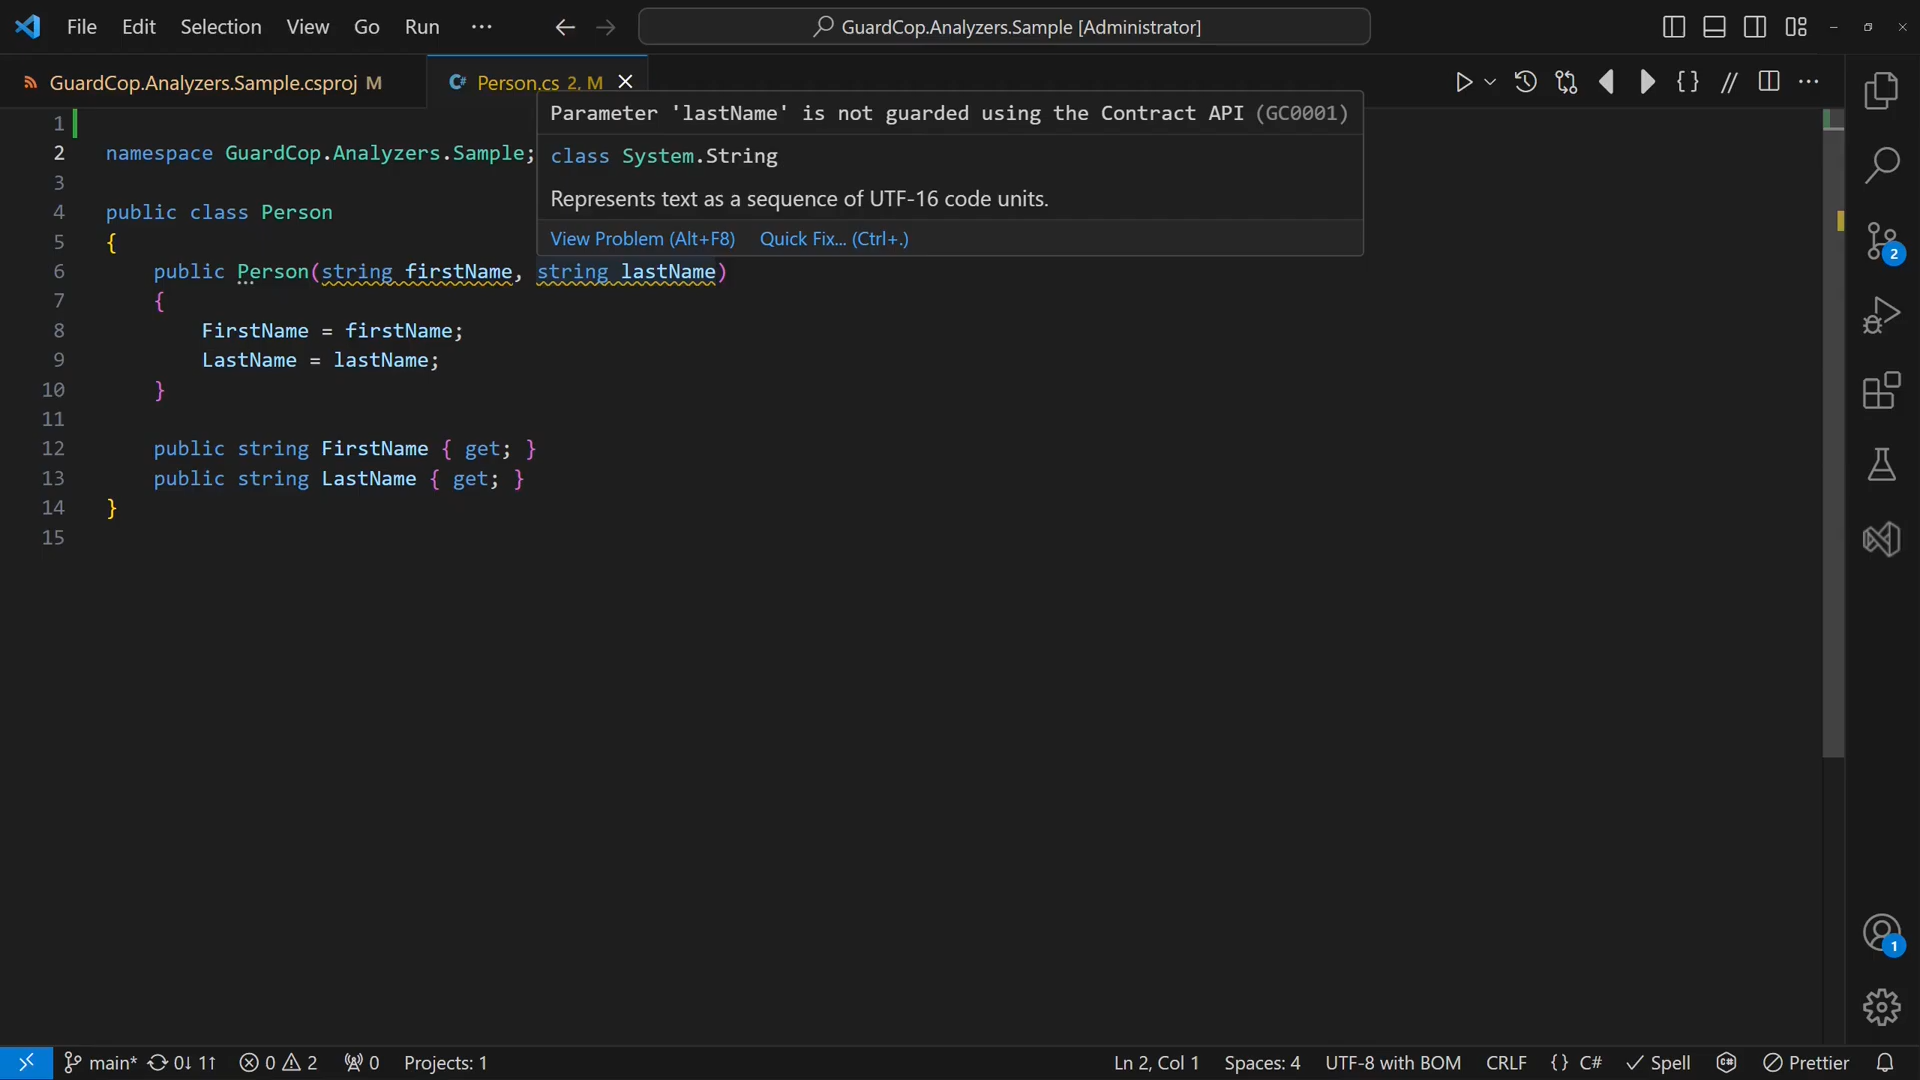 File Edit Selection View Go Run ··· GuardCop.Analyzers.Sample [Administrator]
GuardCop.Analyzers.Sample.csproj M Person.cs 2, M
Parameter 'lastName' is not guarded using the Contract API (GC0001)
class System.String
Represents text as a sequence of UTF-16 code units.
View Problem (Alt+F8) Quick Fix... (Ctrl+.)
1
2 namespace GuardCop.Analyzers.Sample;
3
4 public class Person
5 {
6 public Person(string firstName, string lastName)
7 {
8 FirstName = firstName;
9 LastName = lastName;
10 }
11
12 public string FirstName { get; }
13 public string LastName { get; }
14 }
15
2
1
main* 0↓ 1↑ 0 2 0 Projects: 1 Ln 2, Col 1 Spaces: 4 UTF-8 with BOM CRLF {} C# Spell Prettier